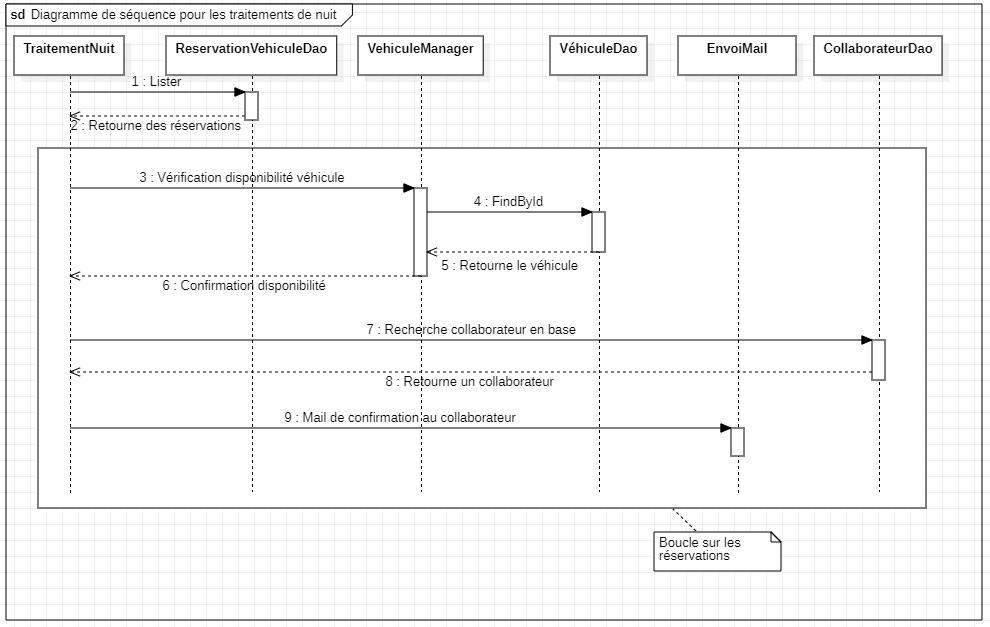 sd Diagramme de séquence pour les traitements de nuit
TraitementNuit
ReservationVehiculeDao
VehiculeManager
VéhiculeDao
EnvoiMail
CollaborateurDao
1 : Lister
2 : Retourne des réservations
3 : Vérification disponibilité véhicule
4 : FindById
5 : Retourne le véhicule
6 : Confirmation disponibilité
7 : Recherche collaborateur en base
8 : Retourne un collaborateur
9 : Mail de confirmation au collaborateur
Boucle sur les
réservations